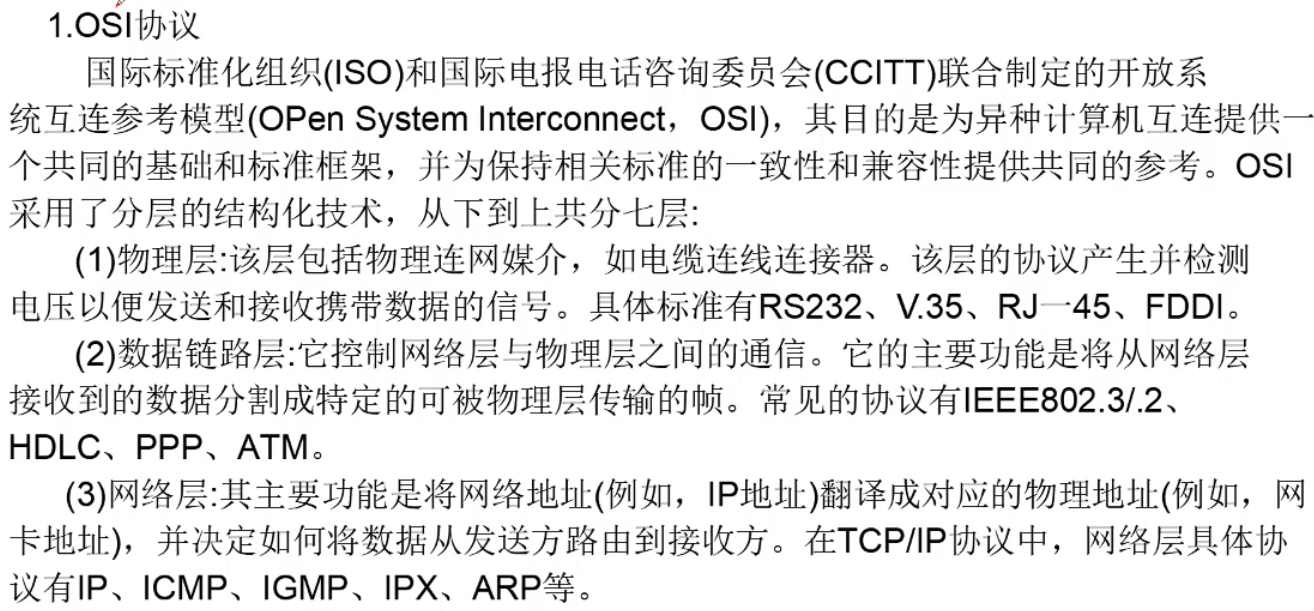 1.OSI协议
国际标准化组织(ISO)和国际电报电话咨询委员会(CCITT)联合制定的开放系
统互连参考模型(OPen System Interconnect，OSI)，其目的是为异种计算机互连提供一
个共同的基础和标准框架，并为保持相关标准的一致性和兼容性提供共同的参考。OSI
采用了分层的结构化技术，从下到上共分七层:
(1)物理层:该层包括物理连网媒介，如电缆连线连接器。该层的协议产生并检测
电压以便发送和接收携带数据的信号。具体标准有RS232、V.35、RJ一45、FDDI。
(2)数据链路层:它控制网络层与物理层之间的通信。它的主要功能是将从网络层
接收到的数据分割成特定的可被物理层传输的帧。常见的协议有IEEE802.3/.2、
HDLC、PPP、ATM。
(3)网络层:其主要功能是将网络地址(例如，IP地址)翻译成对应的物理地址(例如，网
卡地址)，并决定如何将数据从发送方路由到接收方。在TCP/IP协议中，网络层具体协
议有IP、ICMP、IGMP、IPX、ARP等。